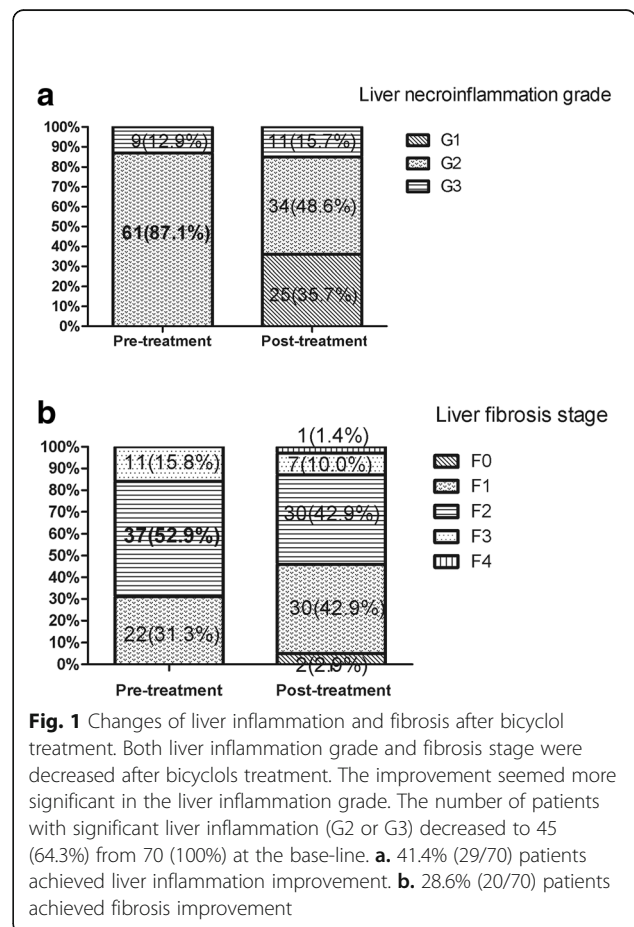 a
Liver necroinflammation grade
100%
90%
80%
70%
60%
50%
40%
30%
20%
10%
0%
9(12.9%)
61(87.1%)
11(15.7%)
34(48.6%)
25(35.7%)
Pre-treatment
Post-treatment
G1
G2
G3
b
Liver fibrosis stage
100%
90%
80%
70%
60%
50%
40%
30%
20%
10%
0%
11(15.8%)
37(52.9%)
22(31.3%)
1(1.4%)
7(10.0%)
30(42.9%)
30(42.9%)
2(2.9%)
Pre-treatment
Post-treatment
F0
F1
F2
F3
F4
Fig. 1 Changes of liver inflammation and fibrosis after bicyclol
treatment. Both liver inflammation grade and fibrosis stage were
decreased after bicyclols treatment. The improvement seemed more
significant in the liver inflammation grade. The number of patients
with significant liver inflammation (G2 or G3) decreased to 45
(64.3%) from 70 (100%) at the base-line. a. 41.4% (29/70) patients
achieved liver inflammation improvement. b. 28.6% (20/70) patients
achieved fibrosis improvement